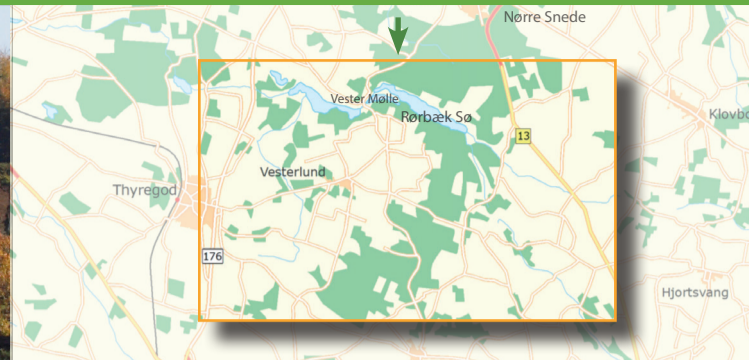 Nørre Snede
Vester Mølle
Rørbæk Sø
Klovbo
13
Vesterlund
Thyregod
176
Hjortsvang